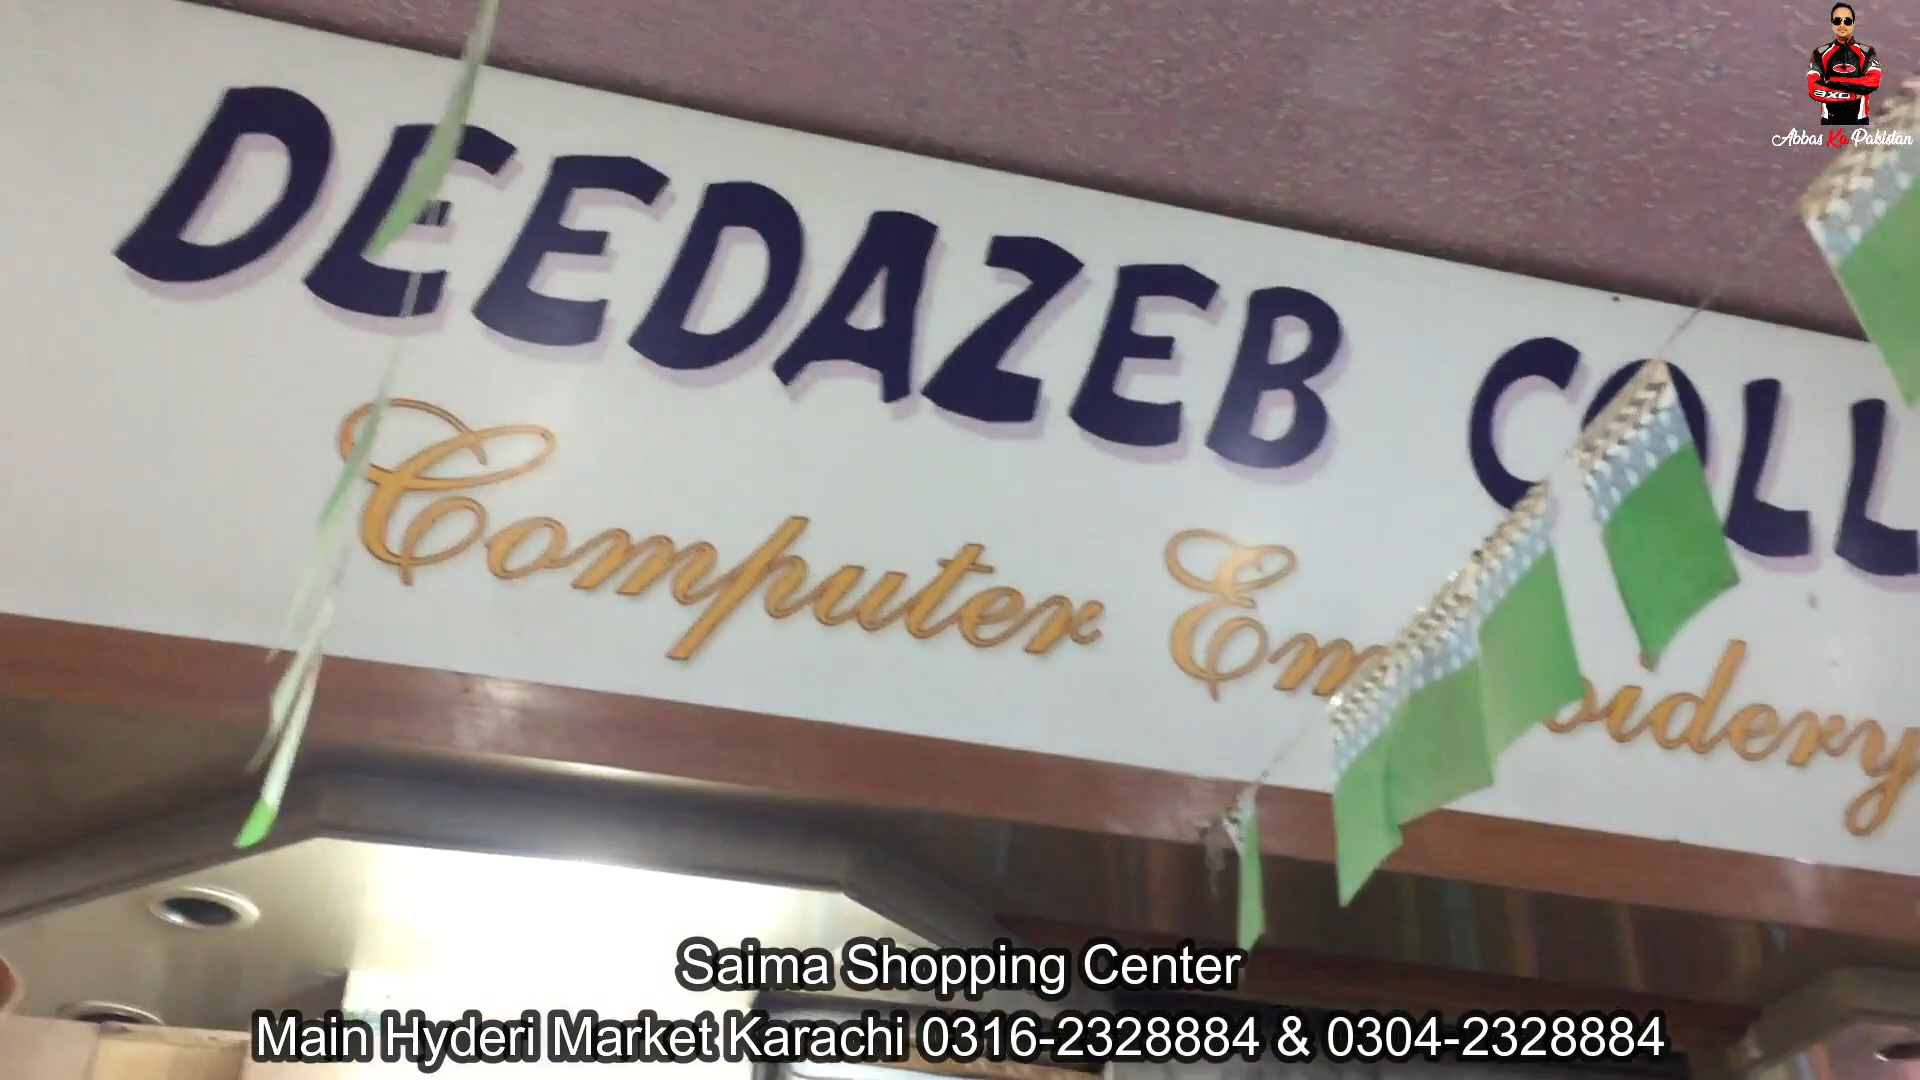 DEEDAZEB COLL
Computer Em oidery
Abbas Ka Pakistan
axo
Saima Shopping Center
Main Hyderi Market Karachi 0316-2328884 & 0304-2328884